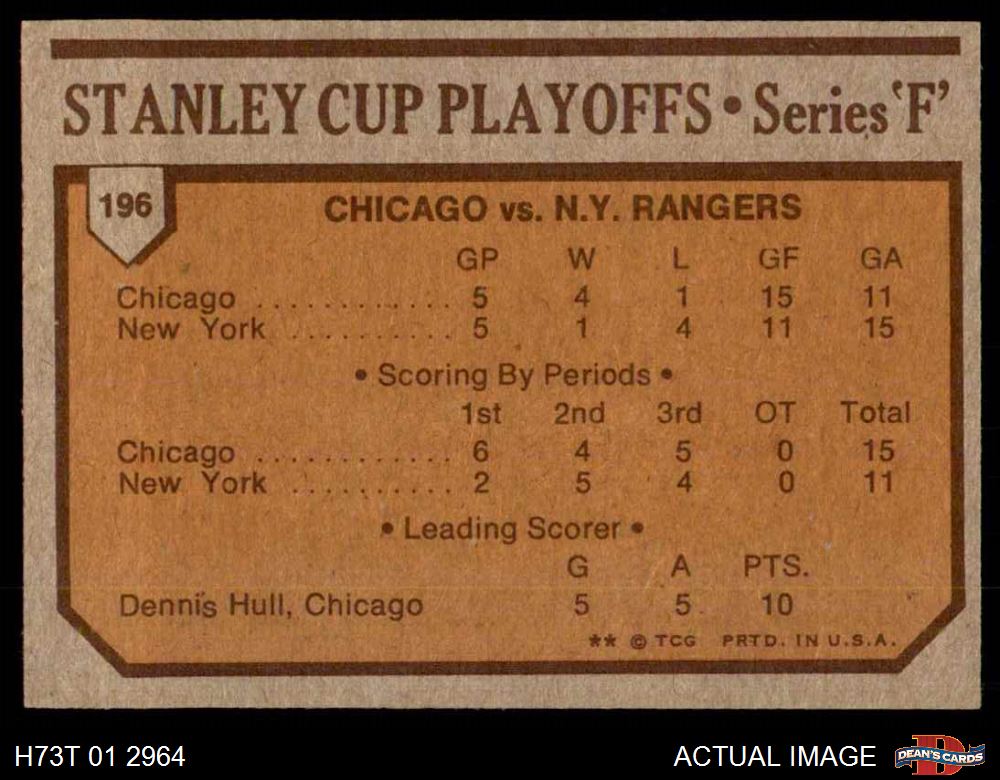 STANLEY CUP PLAYOFFS • Series 'F'
196
CHICAGO vs. N.Y. RANGERS
GP W L GF GA
Chicago . . . . . . . . . . . . 5 4 1 15 11
New York . . . . . . . . . . 5 1 4 11 15
• Scoring By Periods •
1st 2nd 3rd OT Total
Chicago . . . . . . . . . . . . 6 4 5 0 15
New York . . . . . . . . . . 2 5 4 0 11
• Leading Scorer •
G A PTS.
Dennis Hull, Chicago 5 5 10
** © TCG PRTD. IN U.S.A.
H73T 01 2964
ACTUAL IMAGE
D
DEAN'S CARDS